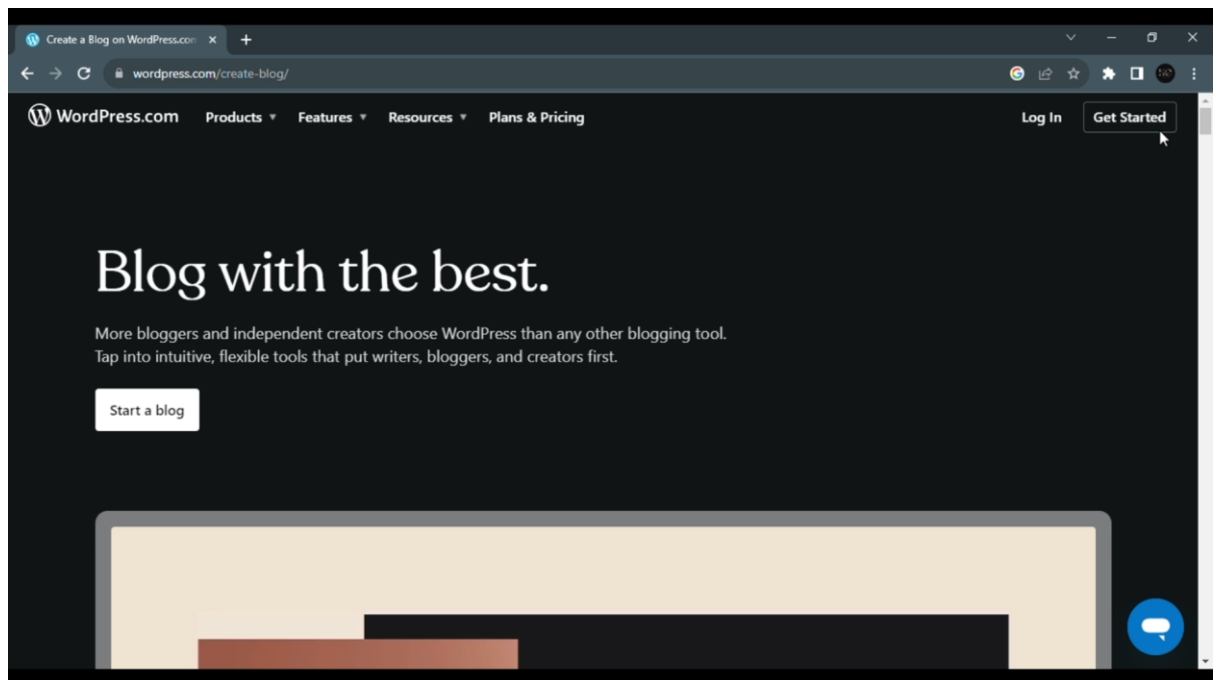 Create a Blog on WordPress.com
wordpress.com/create-blog/
WordPress.com Products Features Resources Plans & Pricing Log In Get Started
Blog with the best.
More bloggers and independent creators choose WordPress than any other blogging tool.
Tap into intuitive, flexible tools that put writers, bloggers, and creators first.
Start a blog